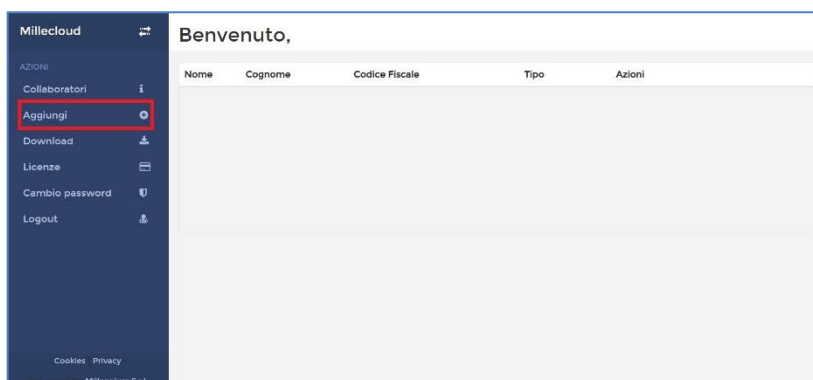 Millecloud
Benvenuto,
AZIONI
Collaboratori
Aggiungi
Download
Licenze
Cambio password
Logout
Nome Cognome Codice Fiscale Tipo Azioni
Cookies Privacy